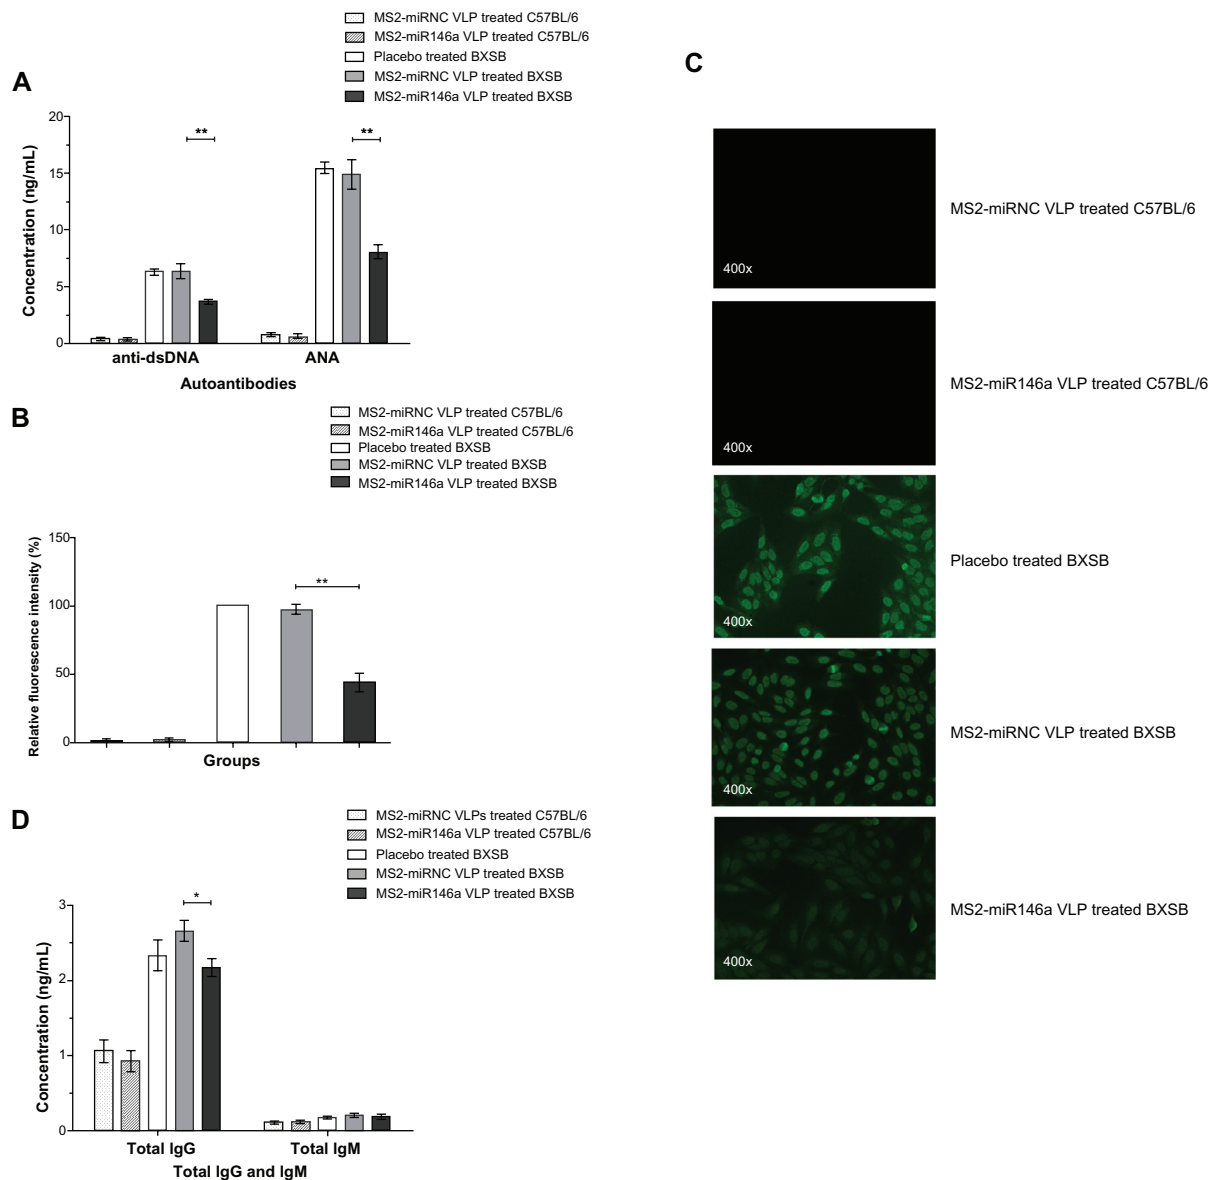 A
MS2-miRNC VLP treated C57BL/6
MS2-miR146a VLP treated C57BL/6
Placebo treated BXSB
MS2-miRNC VLP treated BXSB
MS2-miR146a VLP treated BXSB
Concentration (ng/mL)
20
15
10
5
0
**
**
anti-dsDNA
ANA
Autoantibodies
B
MS2-miRNC VLP treated C57BL/6
MS2-miR146a VLP treated C57BL/6
Placebo treated BXSB
MS2-miRNC VLP treated BXSB
MS2-miR146a VLP treated BXSB
Relative fluorescence intensity (%)
150
100
50
0
**
Groups
C
400x
MS2-miRNC VLP treated C57BL/6
400x
MS2-miR146a VLP treated C57BL/6
400x
Placebo treated BXSB
400x
MS2-miRNC VLP treated BXSB
400x
MS2-miR146a VLP treated BXSB
D
MS2-miRNC VLPs treated C57BL/6
MS2-miR146a VLP treated C57BL/6
Placebo treated BXSB
MS2-miRNC VLP treated BXSB
MS2-miR146a VLP treated BXSB
Concentration (ng/mL)
3
2
1
0
*
Total IgG
Total IgM
Total IgG and IgM